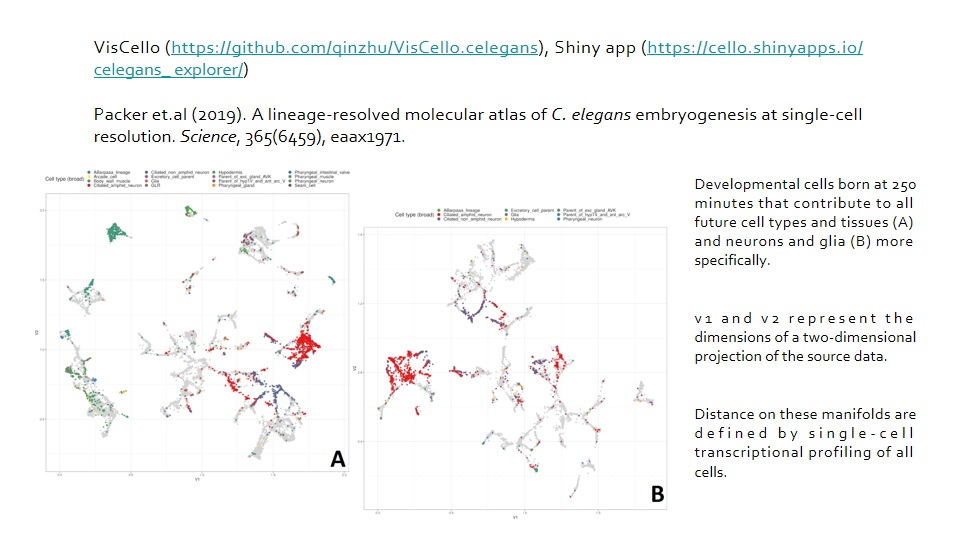 VisCello (https://github.com/qinzhu/VisCello.celegans), Shiny app (https://cello.shinyapps.io/
celegans_ explorer/)
Packer et.al (2019). A lineage-resolved molecular atlas of C. elegans embryogenesis at single-cell
resolution. Science, 365(6459), eaax1971.
Cell type (broad)
ABarpaaa_lineage
Arcade_cell
Body_wall_muscle
Ciliated_amphid_neuron
Ciliated_non_amphid_neuron
Excretory_cell_parent
Glia
GLR
Hypodermis
Parent_of_exc_gland_AVK
Parent_of_hyp1V_and_ant_arc_V
Pharyngeal_gland
Pharyngeal_intestinal_valve
Pharyngeal_muscle
Pharyngeal_neuron
Seam_cell
V1
A
Cell type (broad)
ABarpaaa_lineage
Ciliated_amphid_neuron
Ciliated_non_amphid_neuron
Excretory_cell_parent
Glia
Hypodermis
Parent_of_exc_gland_AVK
Parent_of_hyp1V_and_ant_arc_V
Pharyngeal_neuron
V1
B
Developmental cells born at 250
minutes that contribute to all
future cell types and tissues (A)
and neurons and glia (B) more
specifically.
v1 and v2 represent the
dimensions of a two-dimensional
projection of the source data.
Distance on these manifolds are
defined by single-cell
transcriptional profiling of all
cells.